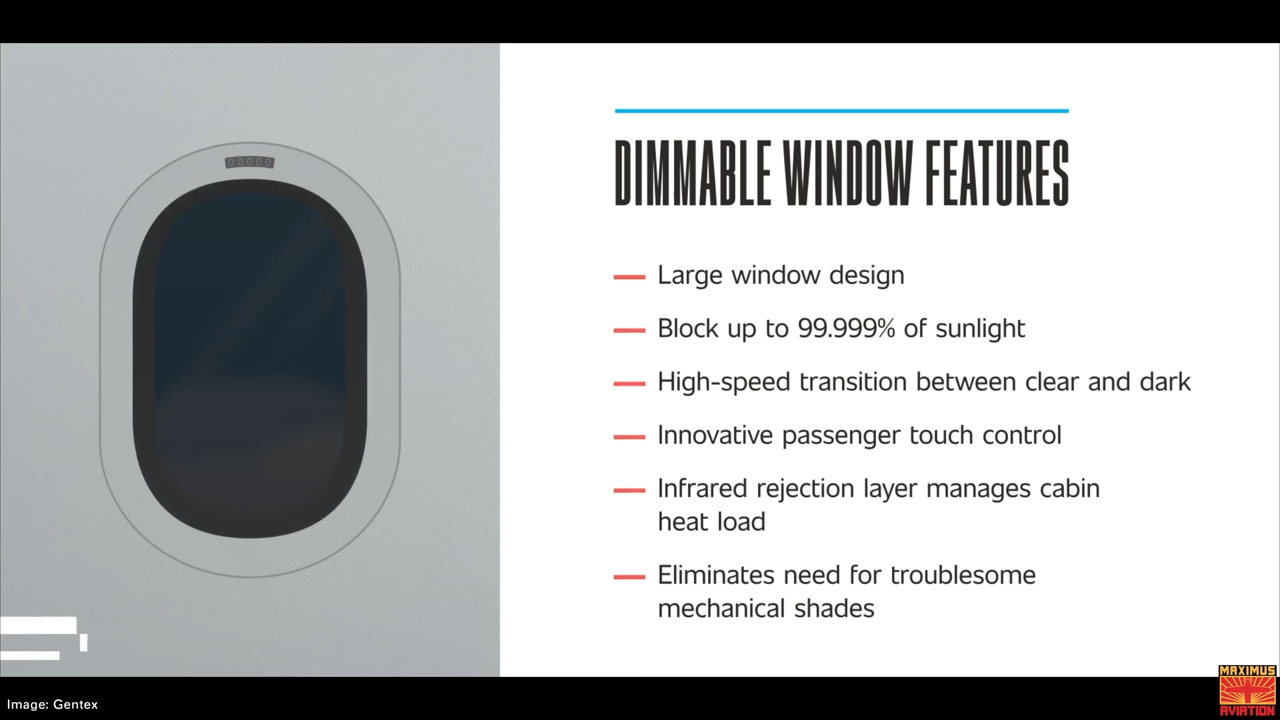 DIMMABLE WINDOW FEATURES
Large window design
Block up to 99.999% of sunlight
High-speed transition between clear and dark
Innovative passenger touch control
Infrared rejection layer manages cabin
heat load
Eliminates need for troublesome
mechanical shades
Image: Gentex
MAXIMUS
AVIATION